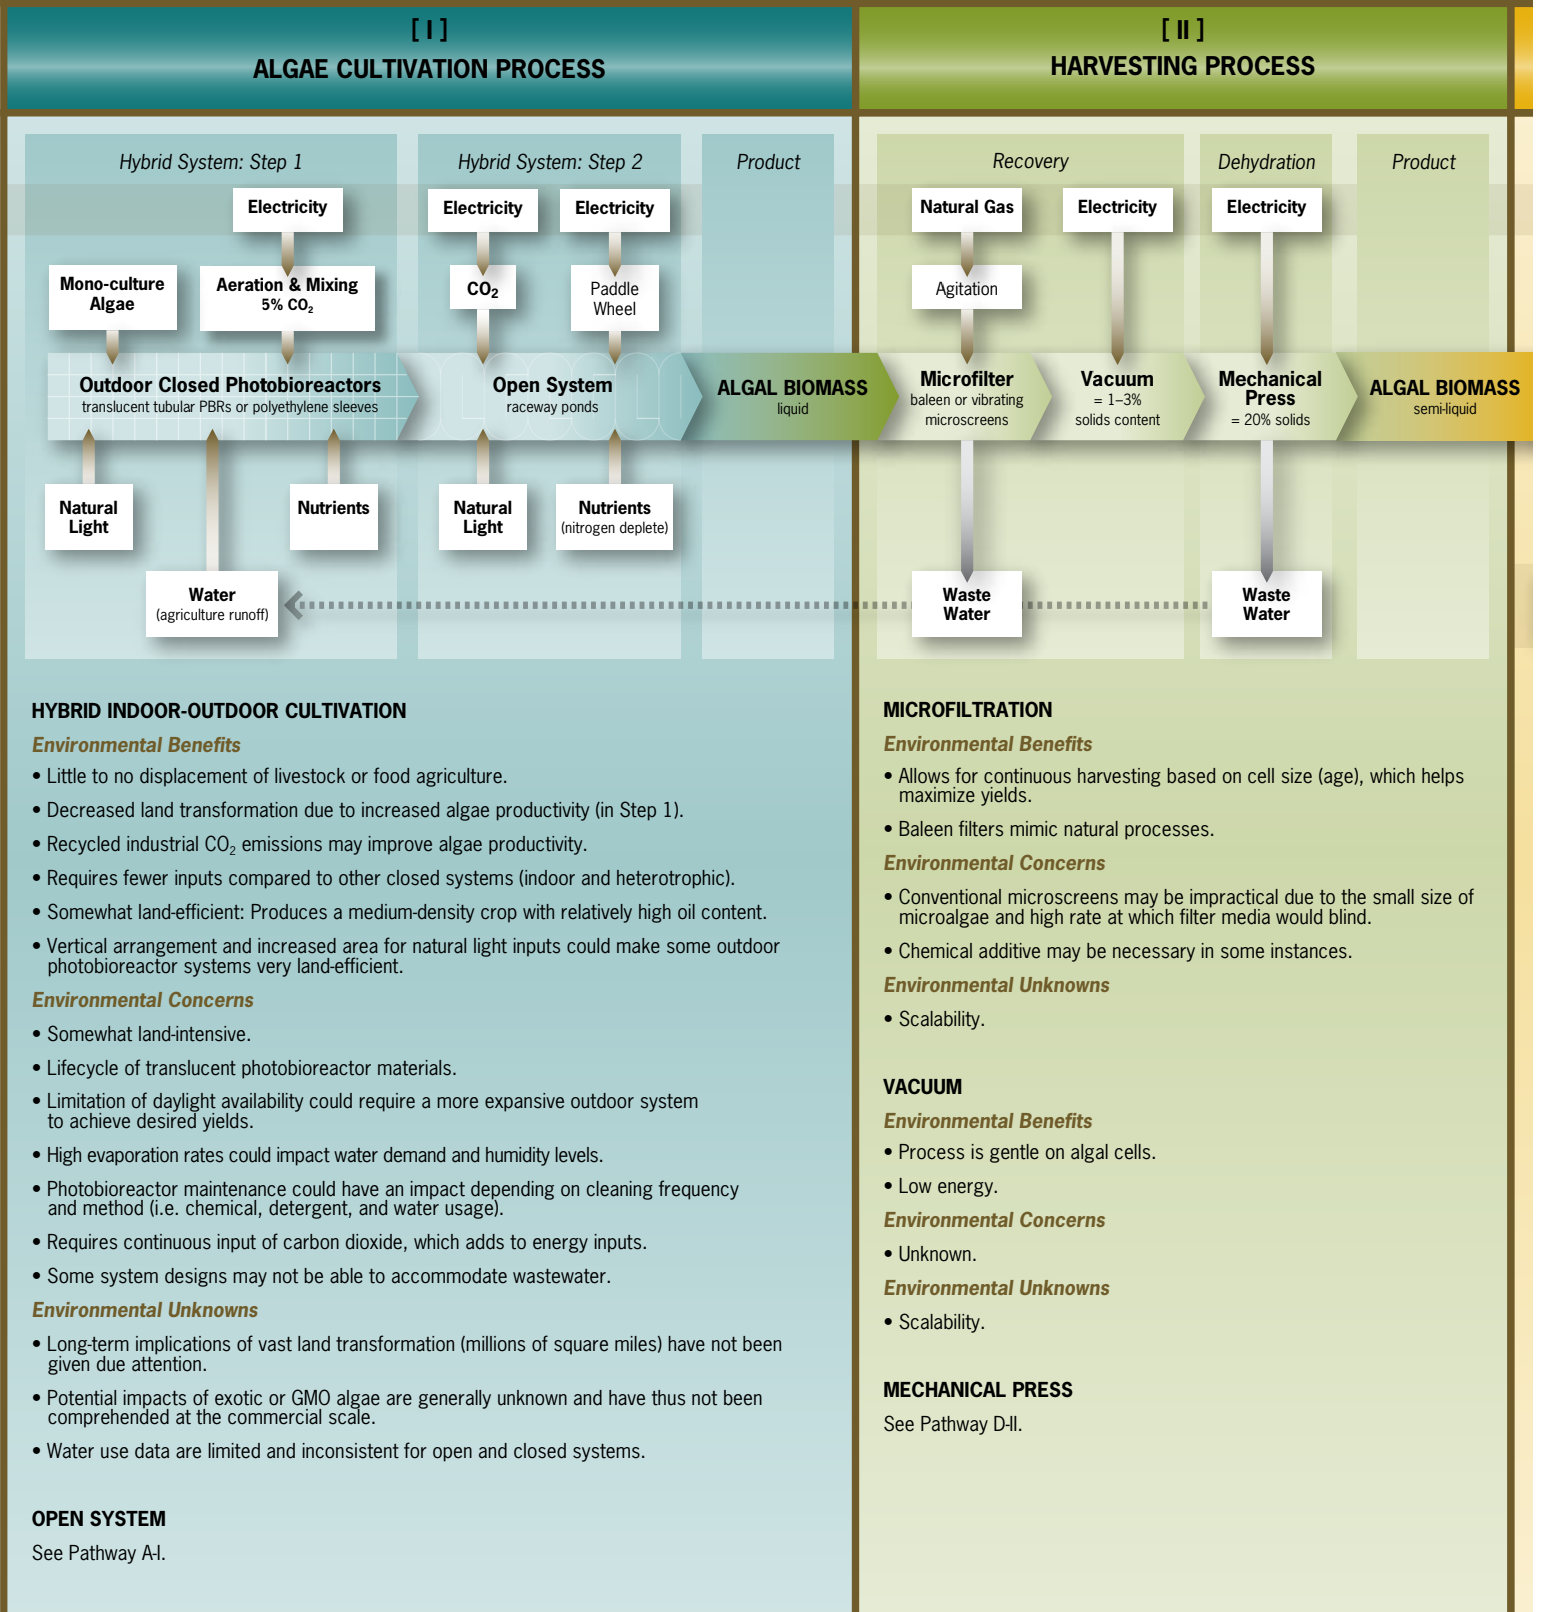 [ I ]
ALGAE CULTIVATION PROCESS
Hybrid System: Step 1
Hybrid System: Step 2
Product
Electricity
Electricity
Electricity
Mono-culture
Algae
Aeration & Mixing
5% CO₂
CO₂
Paddle
Wheel
Outdoor Closed Photobioreactors
translucent tubular PBRs or polyethylene sleeves
Open System
raceway ponds
ALGAL BIOMASS
liquid
Natural
Light
Nutrients
Natural
Light
Nutrients
(nitrogen deplete)
Water
(agriculture runoff)
HYBRID INDOOR-OUTDOOR CULTIVATION
Environmental Benefits
• Little to no displacement of livestock or food agriculture.
• Decreased land transformation due to increased algae productivity (in Step 1).
• Recycled industrial CO₂ emissions may improve algae productivity.
• Requires fewer inputs compared to other closed systems (indoor and heterotrophic).
• Somewhat land-efficient: Produces a medium-density crop with relatively high oil content.
• Vertical arrangement and increased area for natural light inputs could make some outdoor
photobioreactor systems very land-efficient.
Environmental Concerns
• Somewhat land-intensive.
• Lifecycle of translucent photobioreactor materials.
• Limitation of daylight availability could require a more expansive outdoor system
to achieve desired yields.
• High evaporation rates could impact water demand and humidity levels.
• Photobioreactor maintenance could have an impact depending on cleaning frequency
and method (i.e. chemical, detergent, and water usage).
• Requires continuous input of carbon dioxide, which adds to energy inputs.
• Some system designs may not be able to accommodate wastewater.
Environmental Unknowns
• Long-term implications of vast land transformation (millions of square miles) have not been
given due attention.
• Potential impacts of exotic or GMO algae are generally unknown and have thus not been
comprehended at the commercial scale.
• Water use data are limited and inconsistent for open and closed systems.
OPEN SYSTEM
See Pathway A-I.
[ II ]
HARVESTING PROCESS
Recovery
Dehydration
Product
Natural Gas
Electricity
Electricity
Agitation
Microfilter
baleen or vibrating
microscreens
Vacuum
= 1–3%
solids content
Mechanical
Press
= 20% solids
ALGAL BIOMASS
semi-liquid
Waste
Water
Waste
Water
MICROFILTRATION
Environmental Benefits
• Allows for continuous harvesting based on cell size (age), which helps
maximize yields.
• Baleen filters mimic natural processes.
Environmental Concerns
• Conventional microscreens may be impractical due to the small size of
microalgae and high rate at which filter media would blind.
• Chemical additive may be necessary in some instances.
Environmental Unknowns
• Scalability.
VACUUM
Environmental Benefits
• Process is gentle on algal cells.
• Low energy.
Environmental Concerns
• Unknown.
Environmental Unknowns
• Scalability.
MECHANICAL PRESS
See Pathway D-II.